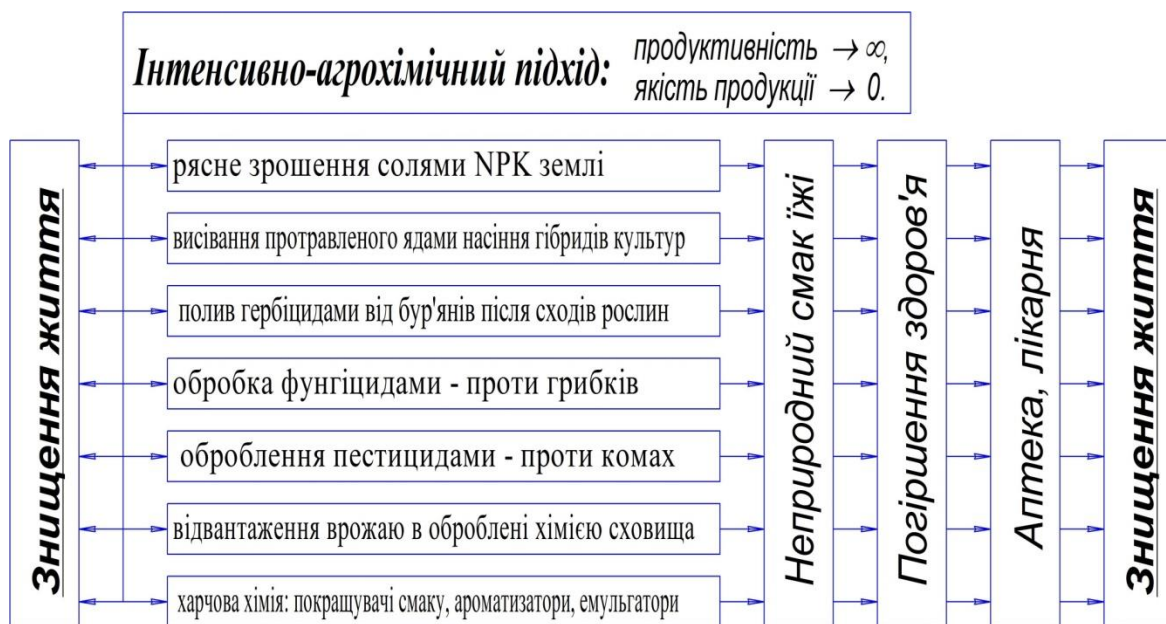 Інтенсивно-агрохімічний підхід:
продуктивність → ∞,
якість продукції → 0.
Знищення життя
рясне зрошення солями NPK землі
висівання протравленого ядами насіння гібридів культур
полив гербіцидами від бур'янів після сходів рослин
обробка фунгіцидами - проти грибків
оброблення пестицидами - проти комах
відвантаження врожаю в оброблені хімією сховища
харчова хімія: покращувачі смаку, ароматизатори, емульгатори
Неприродний смак їжі
Погіршення здоров'я
Аптека, лікарня
Знищення життя